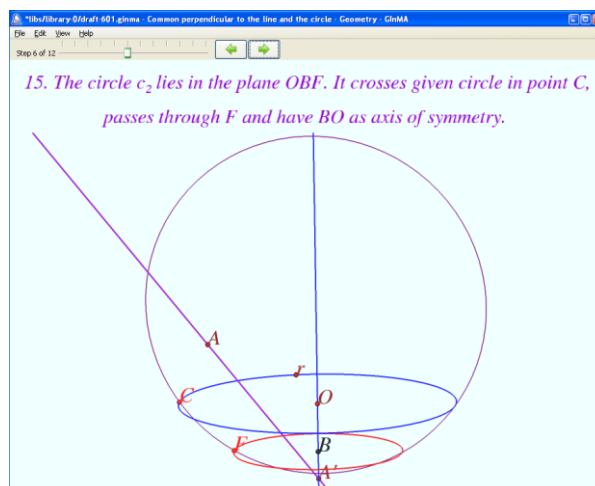 *libs/library-0/draft-601.ginma - Common perpendicular to the line and the circle - Geometry - GInMA
File Edit View Help
Step 6 of 12
15. The circle c₂ lies in the plane OBF. It crosses given circle in point C,
passes through F and have BO as axis of symmetry.
A
r
C
O
F
B
A'